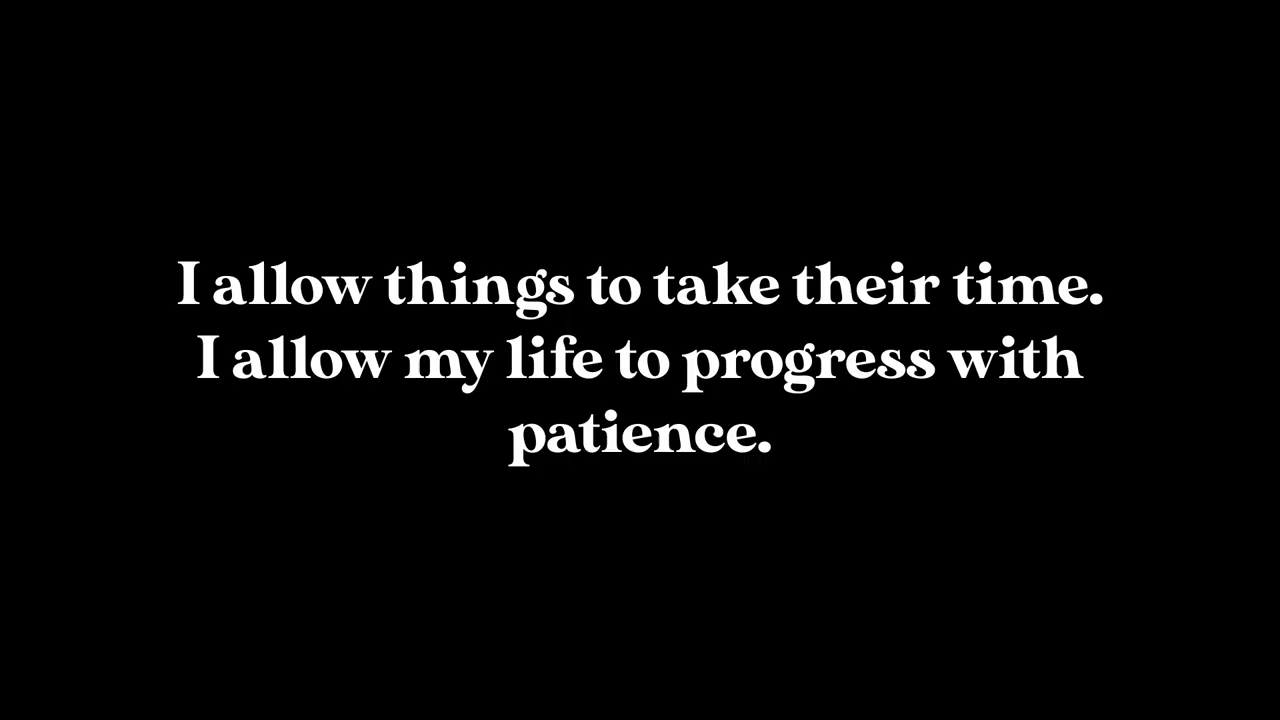 I allow things to take their time.
I allow my life to progress with
patience.